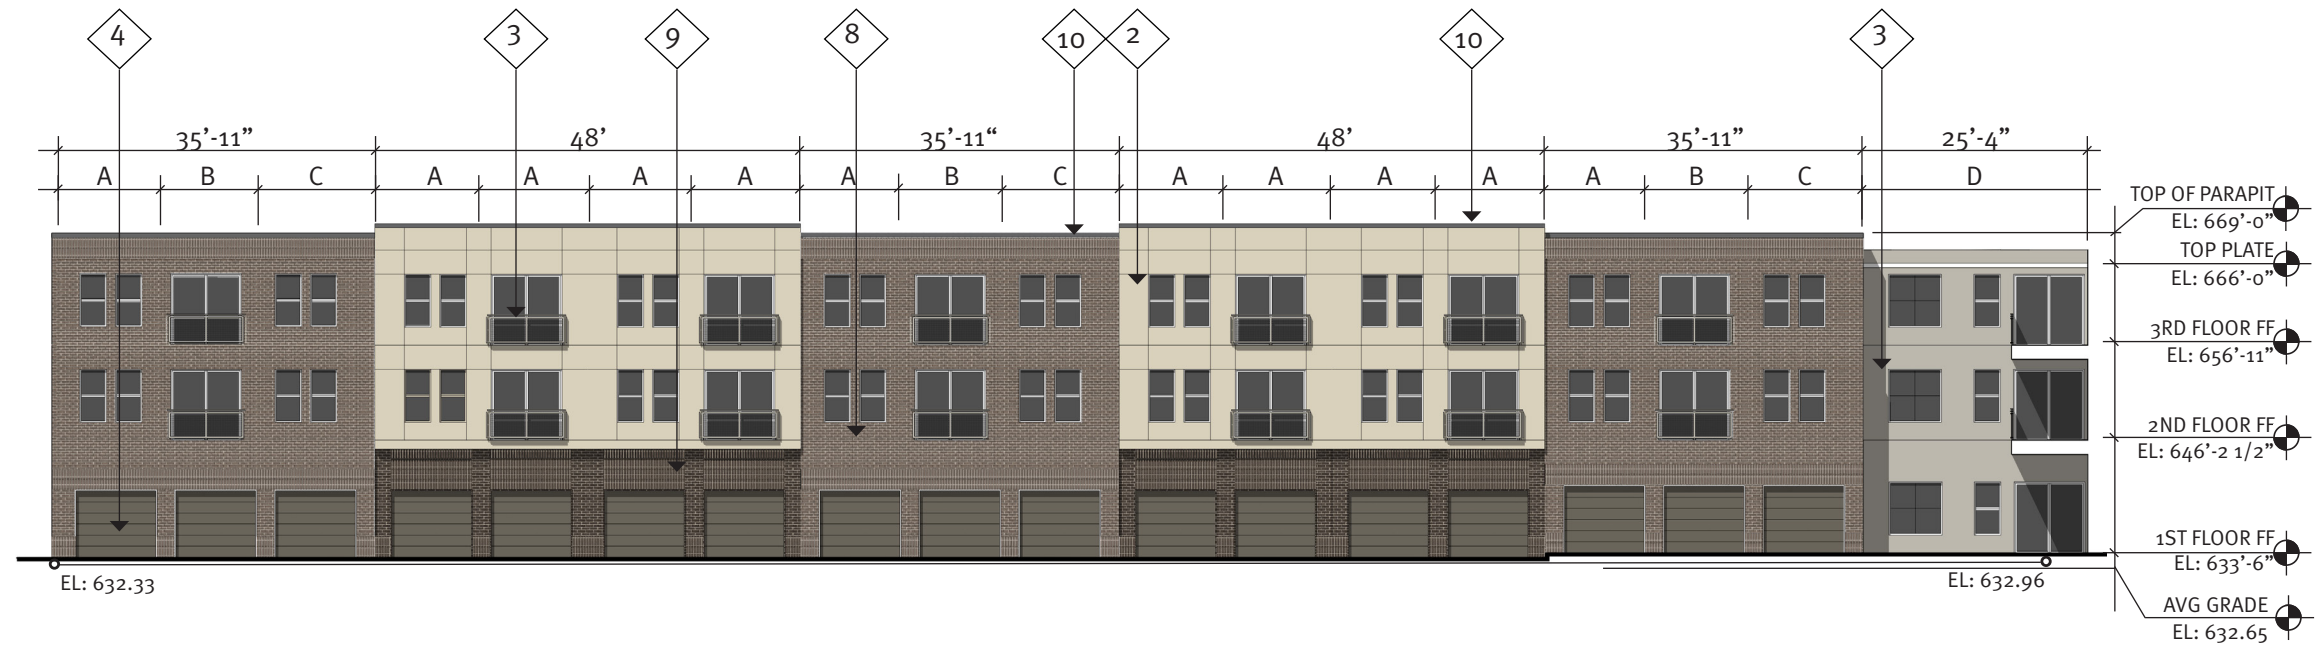 4 3 9 8 10 2 10 3
35’-11” 48’ 35’-11“ 48’ 35’-11” 25’-4”
A B C A A A A A B C A A A A A B C D
TOP OF PARAPIT
EL: 669’-0”
TOP PLATE
EL: 666’-0”
3RD FLOOR FF
EL: 656’-11”
2ND FLOOR FF
EL: 646’-2 1/2”
1ST FLOOR FF
EL: 633’-6”
EL: 632.33 EL: 632.96
AVG GRADE
EL: 632.65